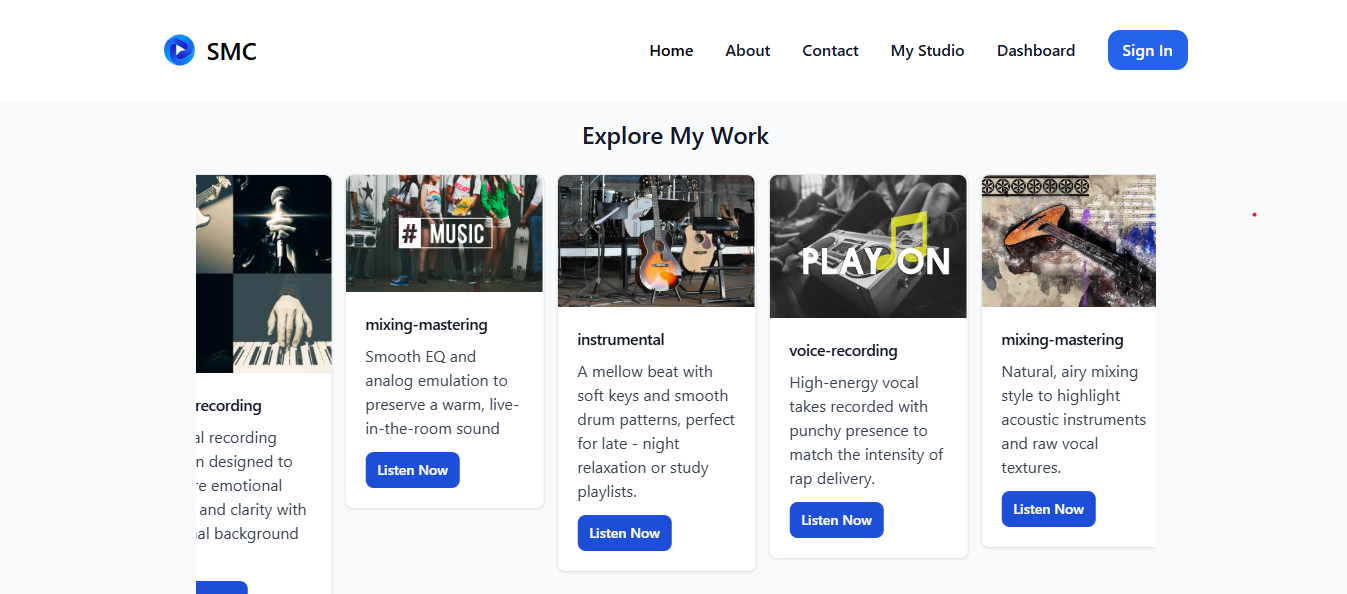 SMC
Home
About
Contact
My Studio
Dashboard
Sign In
Explore My Work
recording
recording
designed to
emotional
and clarity with
background
# MUSIC
mixing-mastering
Smooth EQ and
analog emulation to
preserve a warm, live-
in-the-room sound
Listen Now
instrumental
A mellow beat with
soft keys and smooth
drum patterns, perfect
for late - night
relaxation or study
playlists.
Listen Now
PLAY ON
voice-recording
High-energy vocal
takes recorded with
punchy presence to
match the intensity of
rap delivery.
Listen Now
mixing-mastering
Natural, airy mixing
style to highlight
acoustic instruments
and raw vocal
textures.
Listen Now